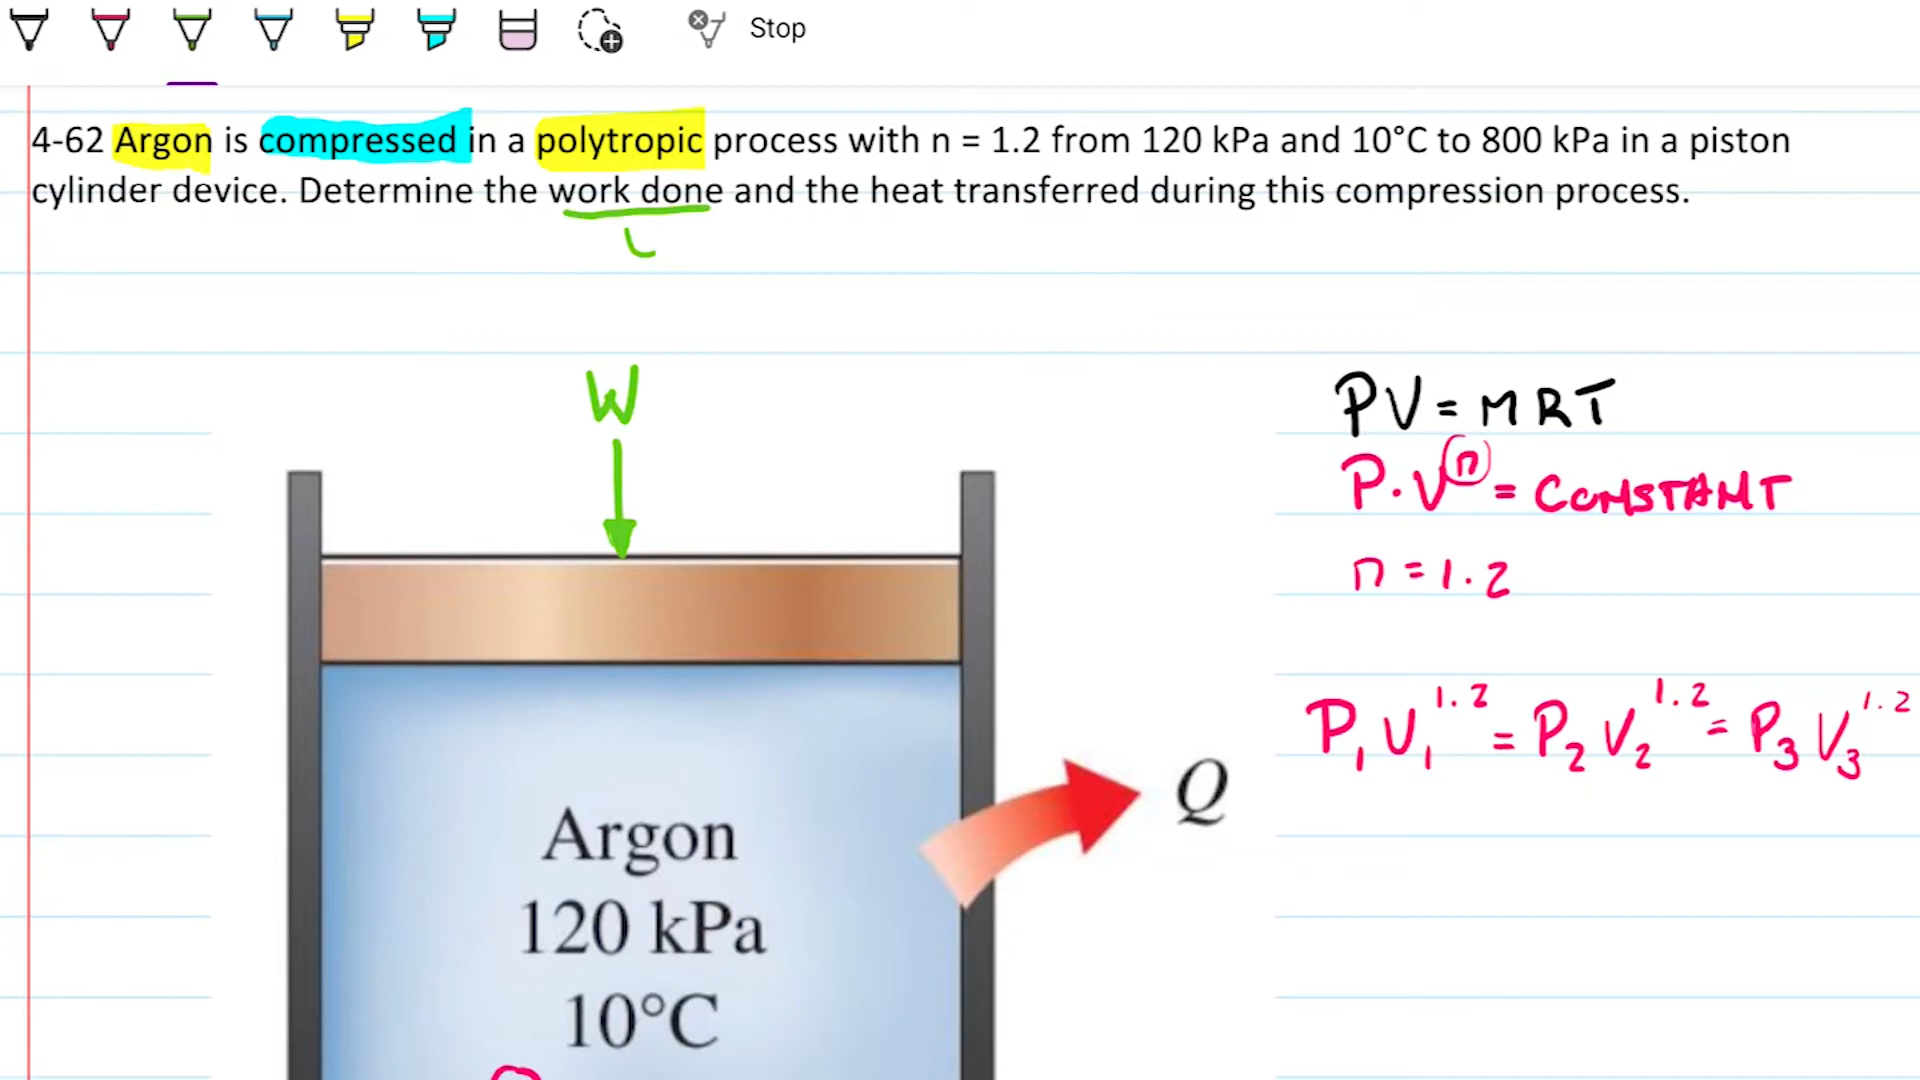 Stop
4-62 Argon is compressed in a polytropic process with n = 1.2 from 120 kPa and 10°C to 800 kPa in a piston
cylinder device. Determine the work done and the heat transferred during this compression process.
W
PV = MRT
P·V^n = CONSTANT
n = 1.2
P₁V₁^1.2 = P₂V₂^1.2 = P₃V₃^1.2
Q
Argon
120 kPa
10°C